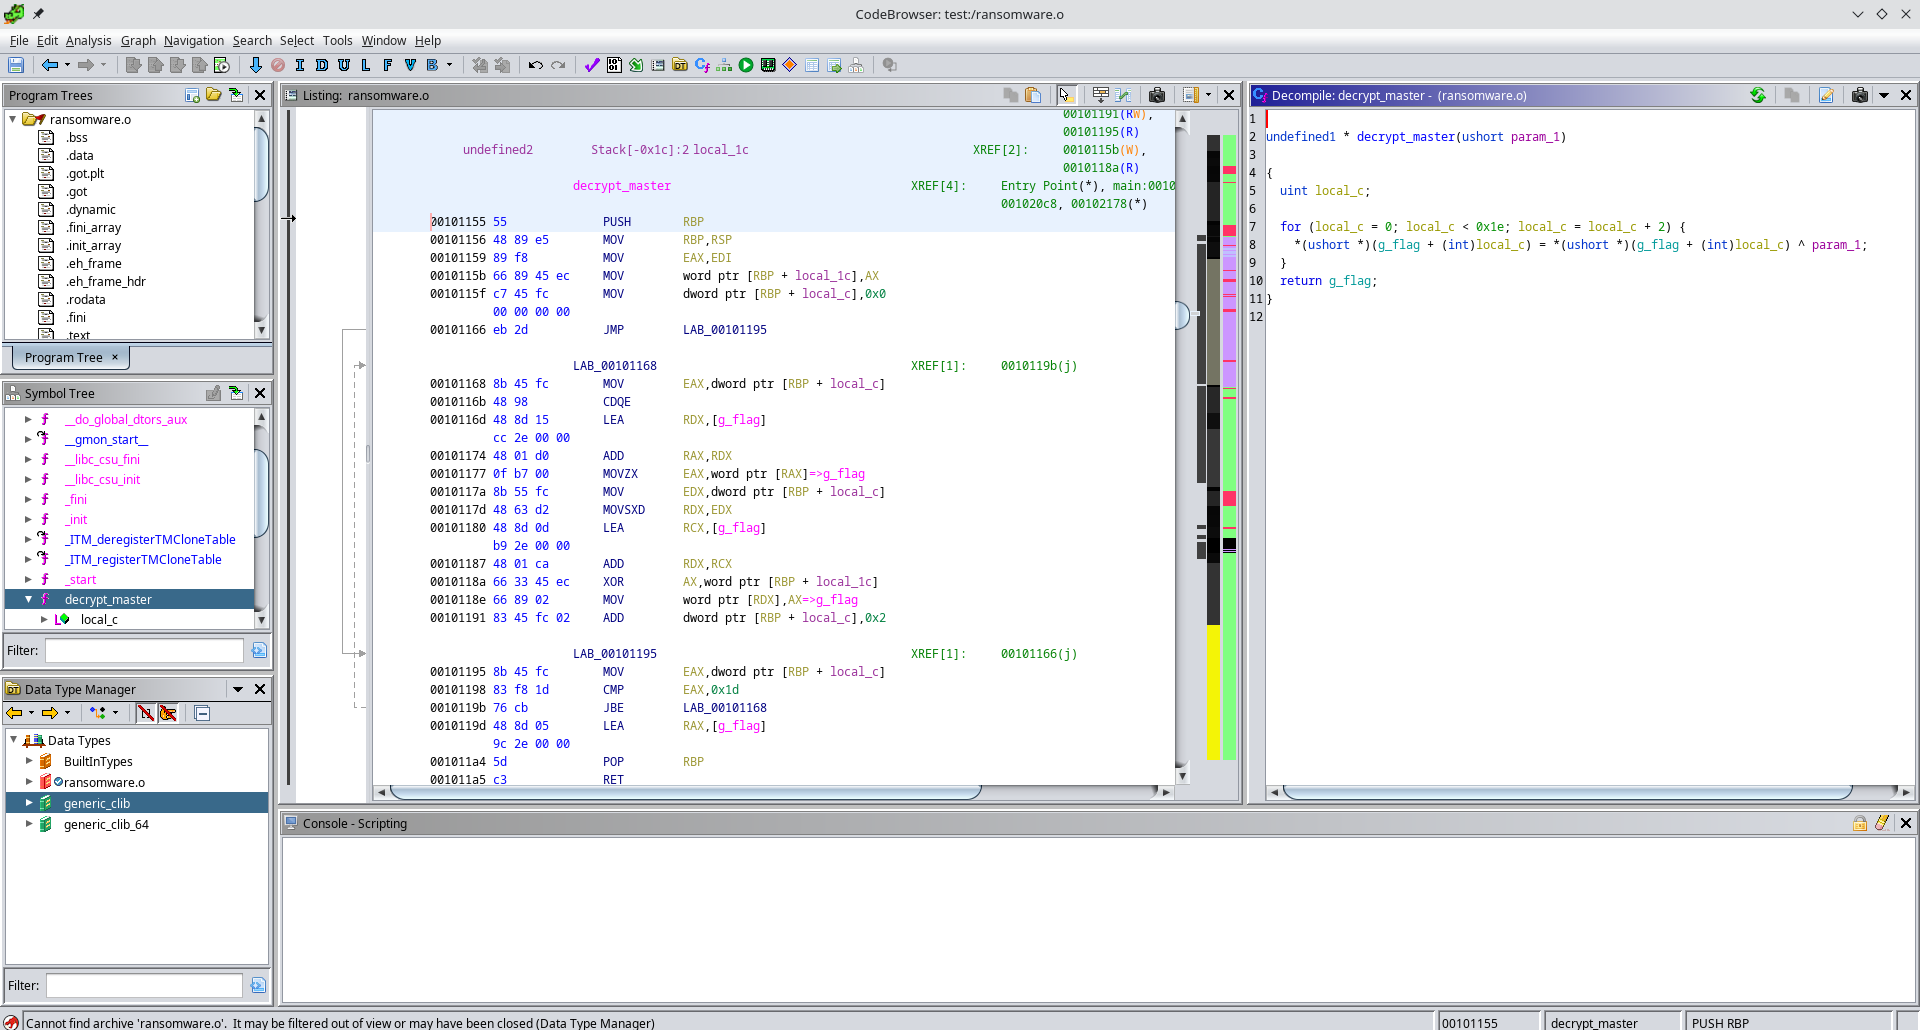 CodeBrowser: test:/ransomware.o
File Edit Analysis Graph Navigation Search Select Tools Window Help
I D U L F V B
Program Trees
ransomware.o
.bss
.data
.got.plt
.got
.dynamic
.fini_array
.init_array
.eh_frame
.eh_frame_hdr
.rodata
.fini
.text
Program Tree ×
Symbol Tree
__do_global_dtors_aux
__gmon_start__
__libc_csu_fini
__libc_csu_init
_fini
_init
_ITM_deregisterTMCloneTable
_ITM_registerTMCloneTable
_start
decrypt_master
local_c
Filter:
Data Type Manager
Data Types
BuiltInTypes
ransomware.o
generic_clib
generic_clib_64
Filter:
Listing: ransomware.o
00101191(RW),
00101195(R)
undefined2 Stack[-0x1c]:2 local_1c XREF[2]: 0010115b(W),
0010118a(R)
decrypt_master XREF[4]: Entry Point(*), main:0010
001020c8, 00102178(*)
00101155 55 PUSH RBP
00101156 48 89 e5 MOV RBP,RSP
00101159 89 f8 MOV EAX,EDI
0010115b 66 89 45 ec MOV word ptr [RBP + local_1c],AX
0010115f c7 45 fc MOV dword ptr [RBP + local_c],0x0
00 00 00 00
00101166 eb 2d JMP LAB_00101195
LAB_00101168 XREF[1]: 0010119b(j)
00101168 8b 45 fc MOV EAX,dword ptr [RBP + local_c]
0010116b 48 98 CDQE
0010116d 48 8d 15 LEA RDX,[g_flag]
cc 2e 00 00
00101174 48 01 d0 ADD RAX,RDX
00101177 0f b7 00 MOVZX EAX,word ptr [RAX]=>g_flag
0010117a 8b 55 fc MOV EDX,dword ptr [RBP + local_c]
0010117d 48 63 d2 MOVSXD RDX,EDX
00101180 48 8d 0d LEA RCX,[g_flag]
b9 2e 00 00
00101187 48 01 ca ADD RDX,RCX
0010118a 66 33 45 ec XOR AX,word ptr [RBP + local_1c]
0010118e 66 89 02 MOV word ptr [RDX],AX=>g_flag
00101191 83 45 fc 02 ADD dword ptr [RBP + local_c],0x2
LAB_00101195 XREF[1]: 00101166(j)
00101195 8b 45 fc MOV EAX,dword ptr [RBP + local_c]
00101198 83 f8 1d CMP EAX,0x1d
0010119b 76 cb JBE LAB_00101168
0010119d 48 8d 05 LEA RAX,[g_flag]
9c 2e 00 00
001011a4 5d POP RBP
001011a5 c3 RET
Decompile: decrypt_master - (ransomware.o)
1
2 undefined1 * decrypt_master(ushort param_1)
3
4 {
5 uint local_c;
6
7 for (local_c = 0; local_c < 0x1e; local_c = local_c + 2) {
8 *(ushort *)(g_flag + (int)local_c) = *(ushort *)(g_flag + (int)local_c) ^ param_1;
9 }
10 return g_flag;
11 }
12
Console - Scripting
Cannot find archive 'ransomware.o'. It may be filtered out of view or may have been closed (Data Type Manager)
00101155
decrypt_master
PUSH RBP